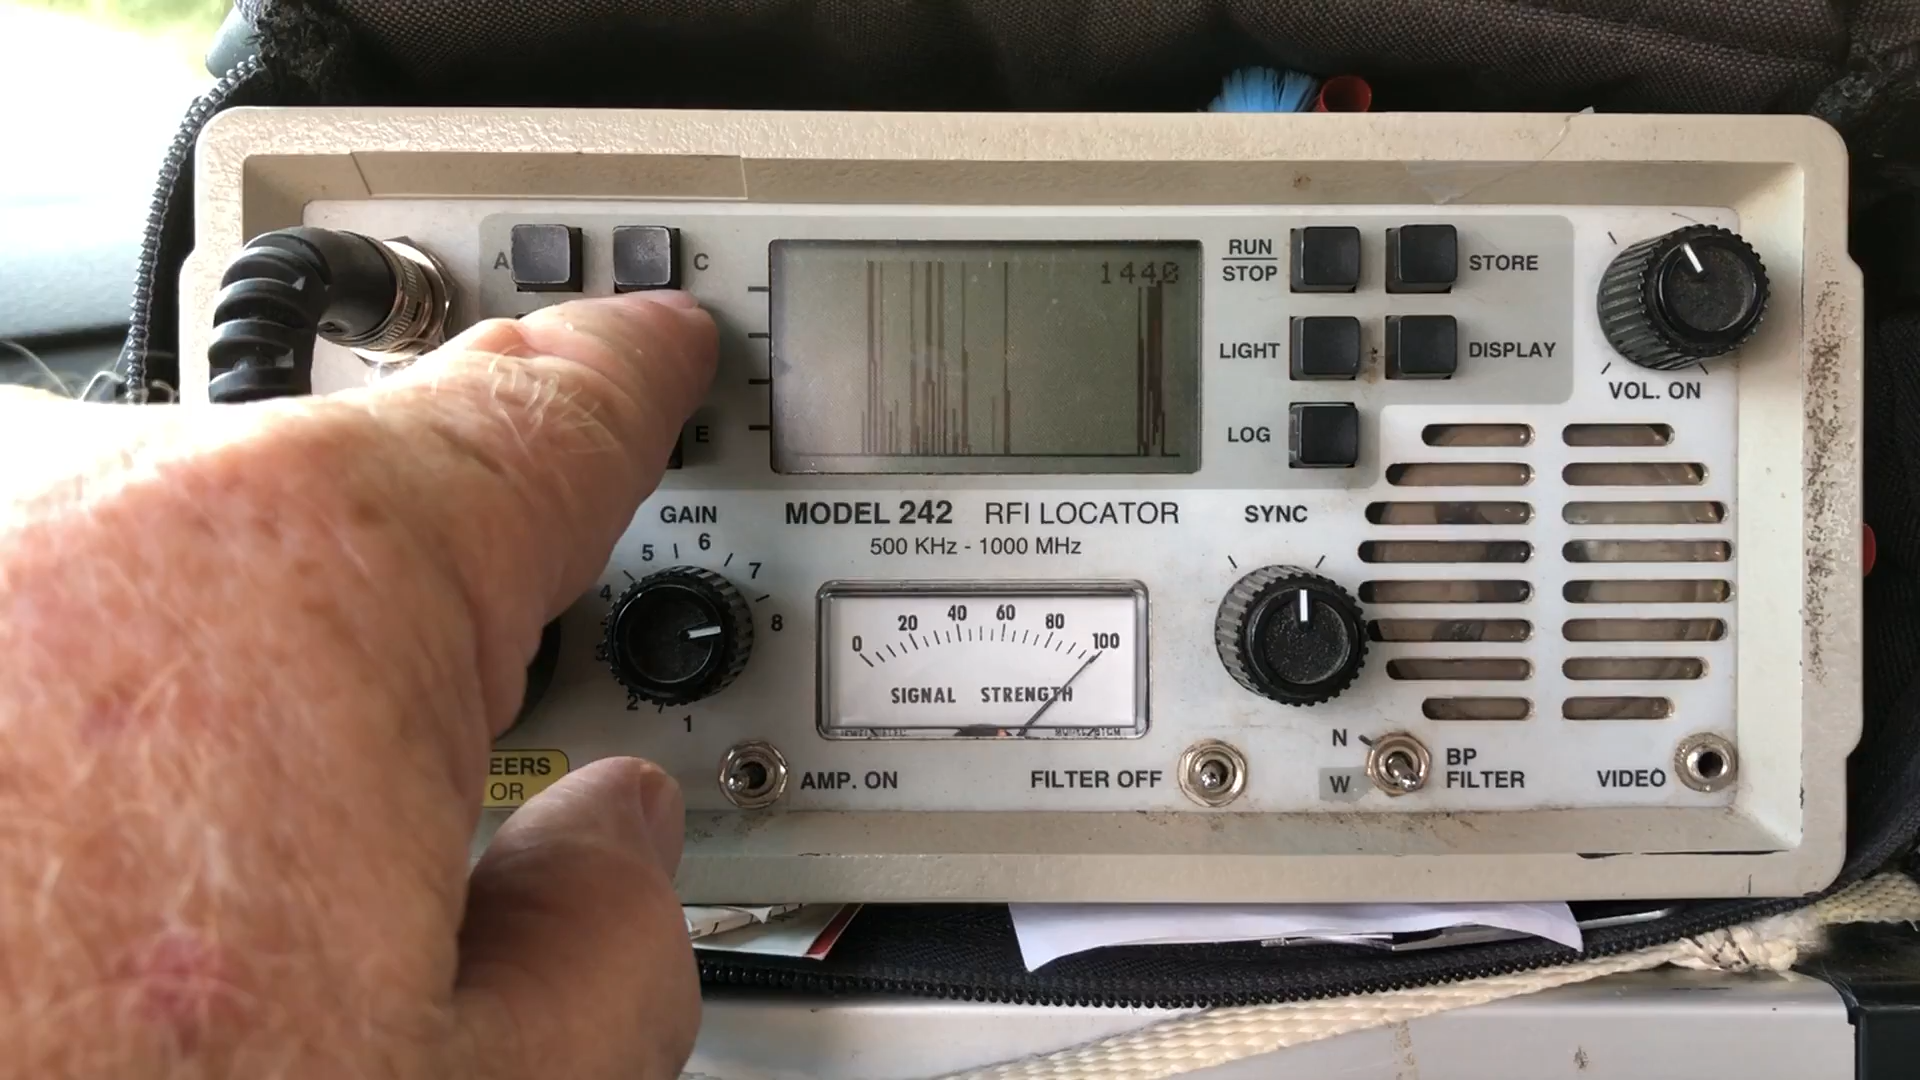 A
C
E
1440
RUN
STOP
STORE
LIGHT
DISPLAY
LOG
VOL. ON
GAIN
1
2
3
4
5
6
7
8
MODEL 242 RFI LOCATOR
500 KHz - 1000 MHz
SYNC
0 20 40 60 80 100
SIGNAL STRENGTH
EERS
OR
AMP. ON
FILTER OFF
N
W
BP
FILTER
VIDEO